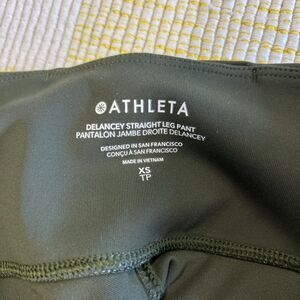 ATHLETA
DELANCEY STRAIGHT LEG PANT
PANTALON JAMBE DROITE DELANCEY
DESIGNED IN SAN FRANCISCO
CONÇU À SAN FRANCISCO
MADE IN VIETNAM
XS
TP